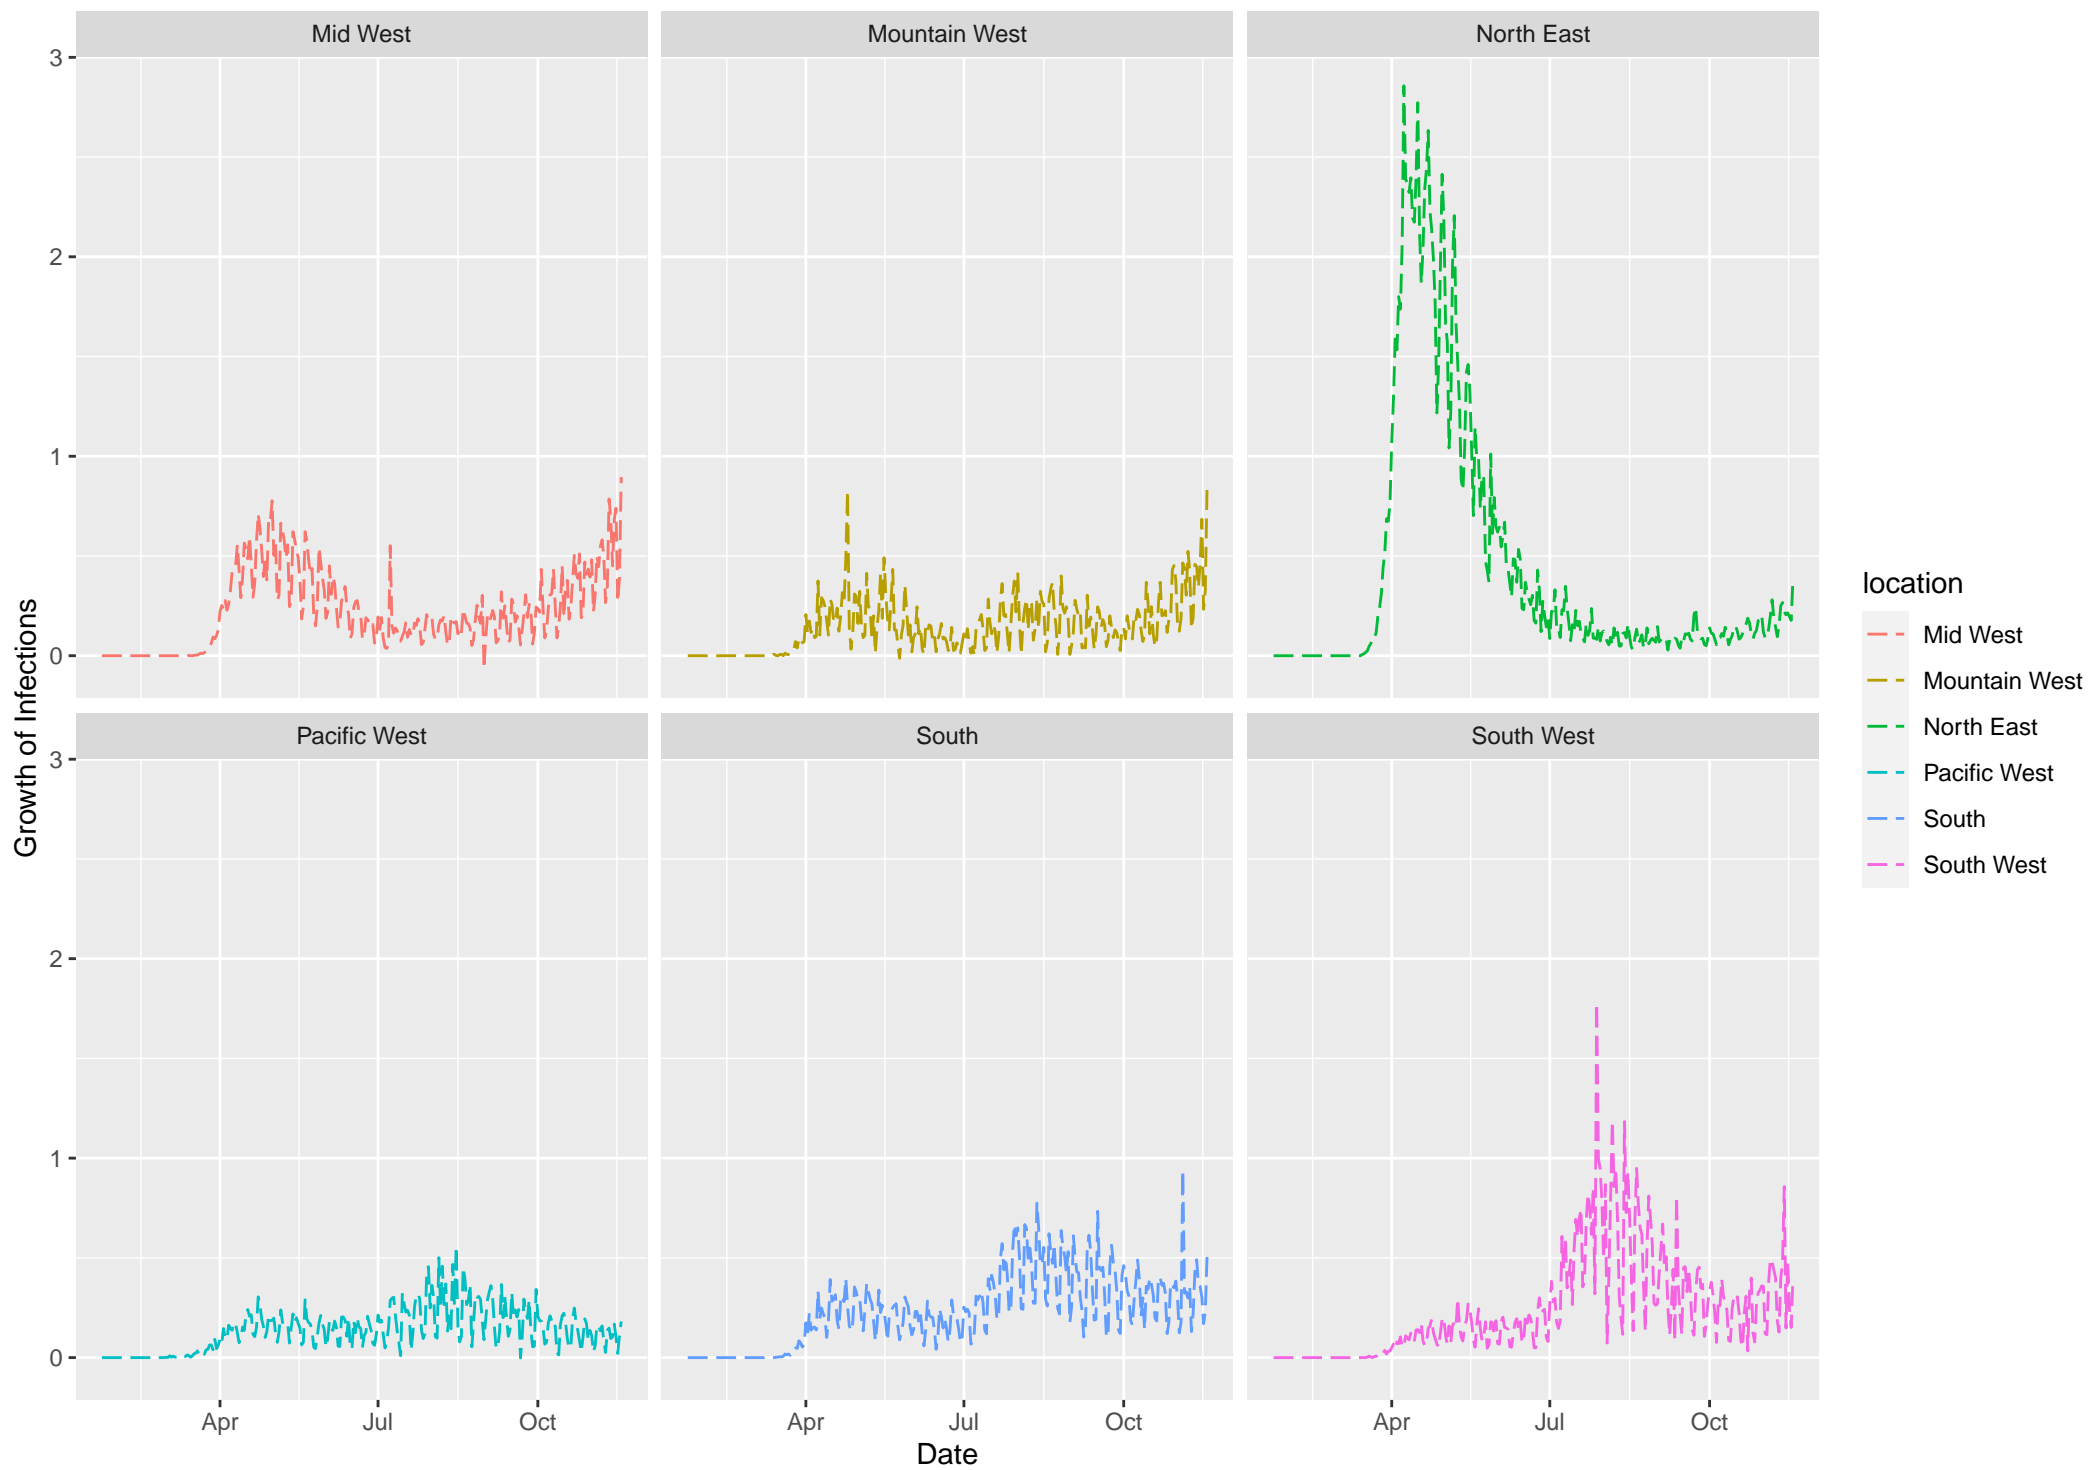 Mid West
Mountain West
North East
3
2
1
0
Pacific West
South
South West
3
2
1
0
Apr
Jul
Oct
Apr
Jul
Oct
Apr
Jul
Oct
Date
Growth of Infections
location
Mid West
Mountain West
North East
Pacific West
South
South West